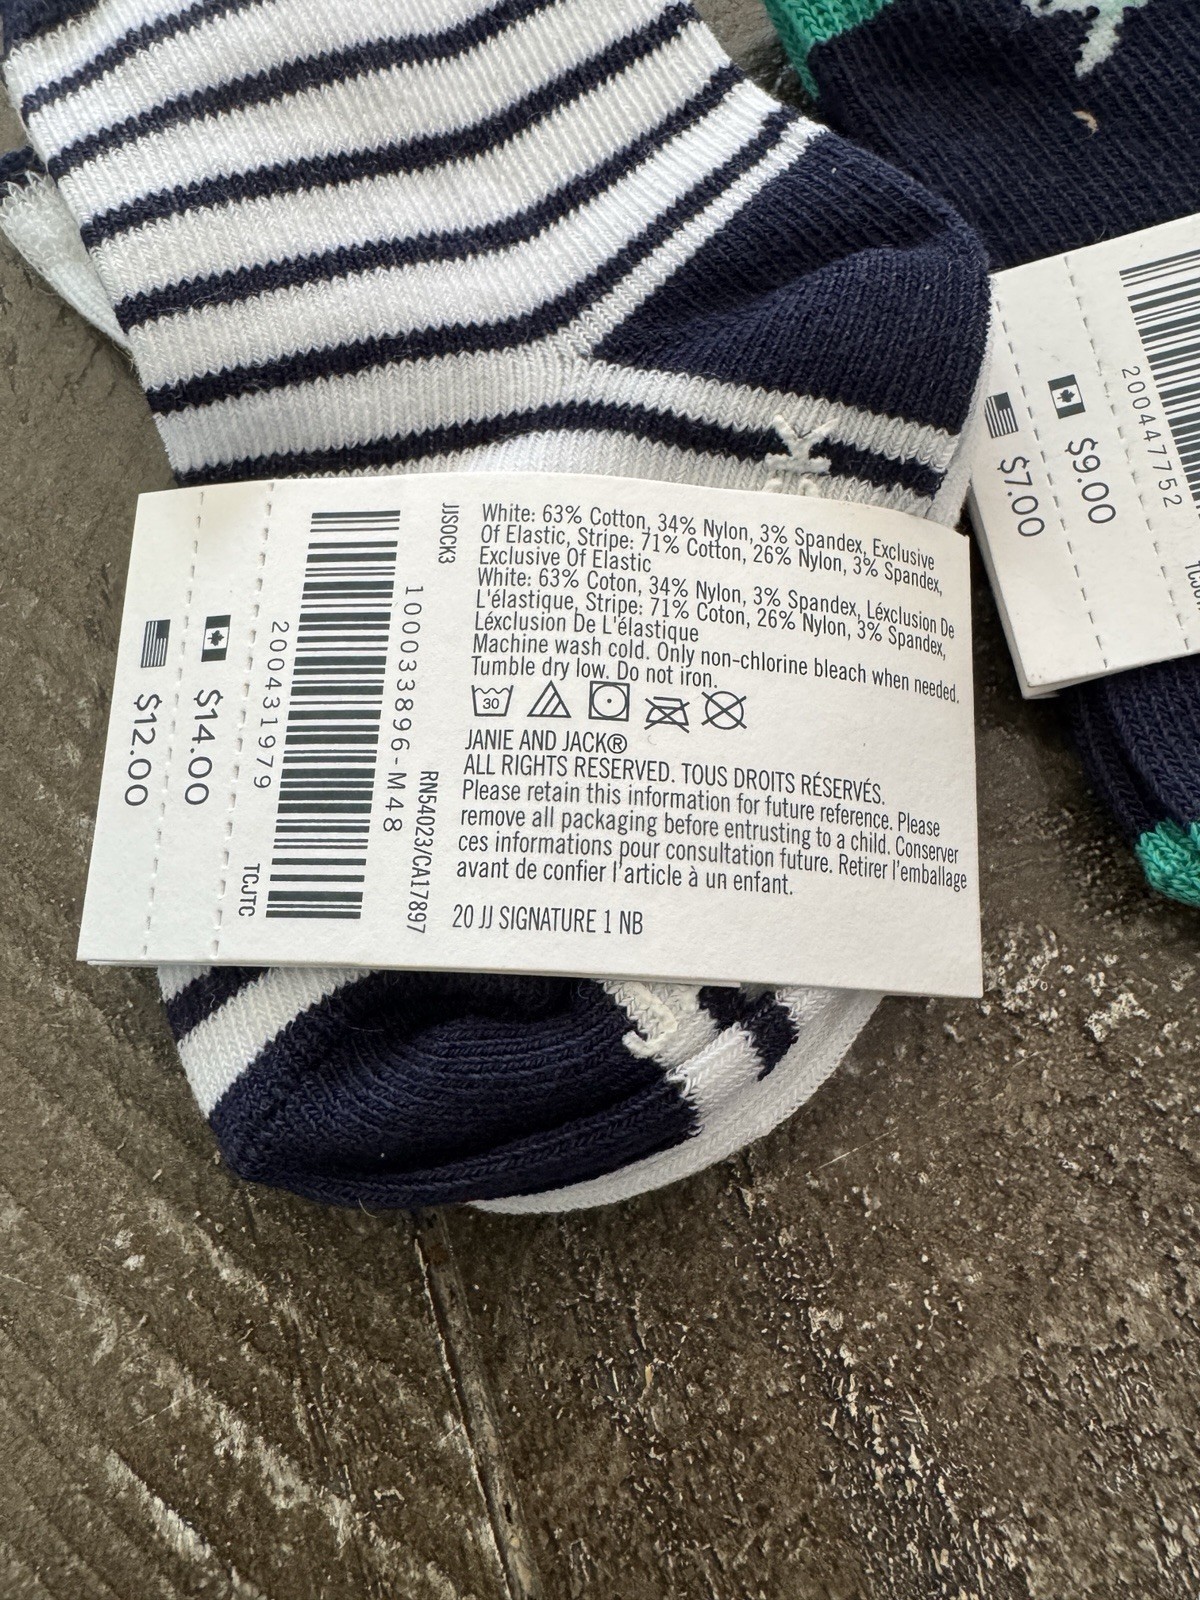 White: 63% Cotton, 34% Nylon, 3% Spandex, Exclusive
Of Elastic, Stripe: 71% Cotton, 26% Nylon, 3% Spandex,
Exclusive Of Elastic
White: 63% Coton, 34% Nylon, 3% Spandex, Léxclusion De
L'élastique, Stripe: 71% Coton, 26% Nylon, 3% Spandex,
Léxclusion De L'élastique
Machine wash cold. Only non-chlorine bleach when needed.
Tumble dry low. Do not iron.
30
JANIE AND JACK®
ALL RIGHTS RESERVED. TOUS DROITS RÉSERVÉS.
Please retain this information for future reference. Please
remove all packaging before entrusting to a child. Conserver
ces informations pour consultation future. Retirer l'emballage
avant de confier l'article à un enfant.
20 JJ SIGNATURE 1 NB
JJSOCK3
RN54023/CA17897
100033896-M48
200431979
TCJTC
$14.00
$12.00
200447752
$9.00
$7.00